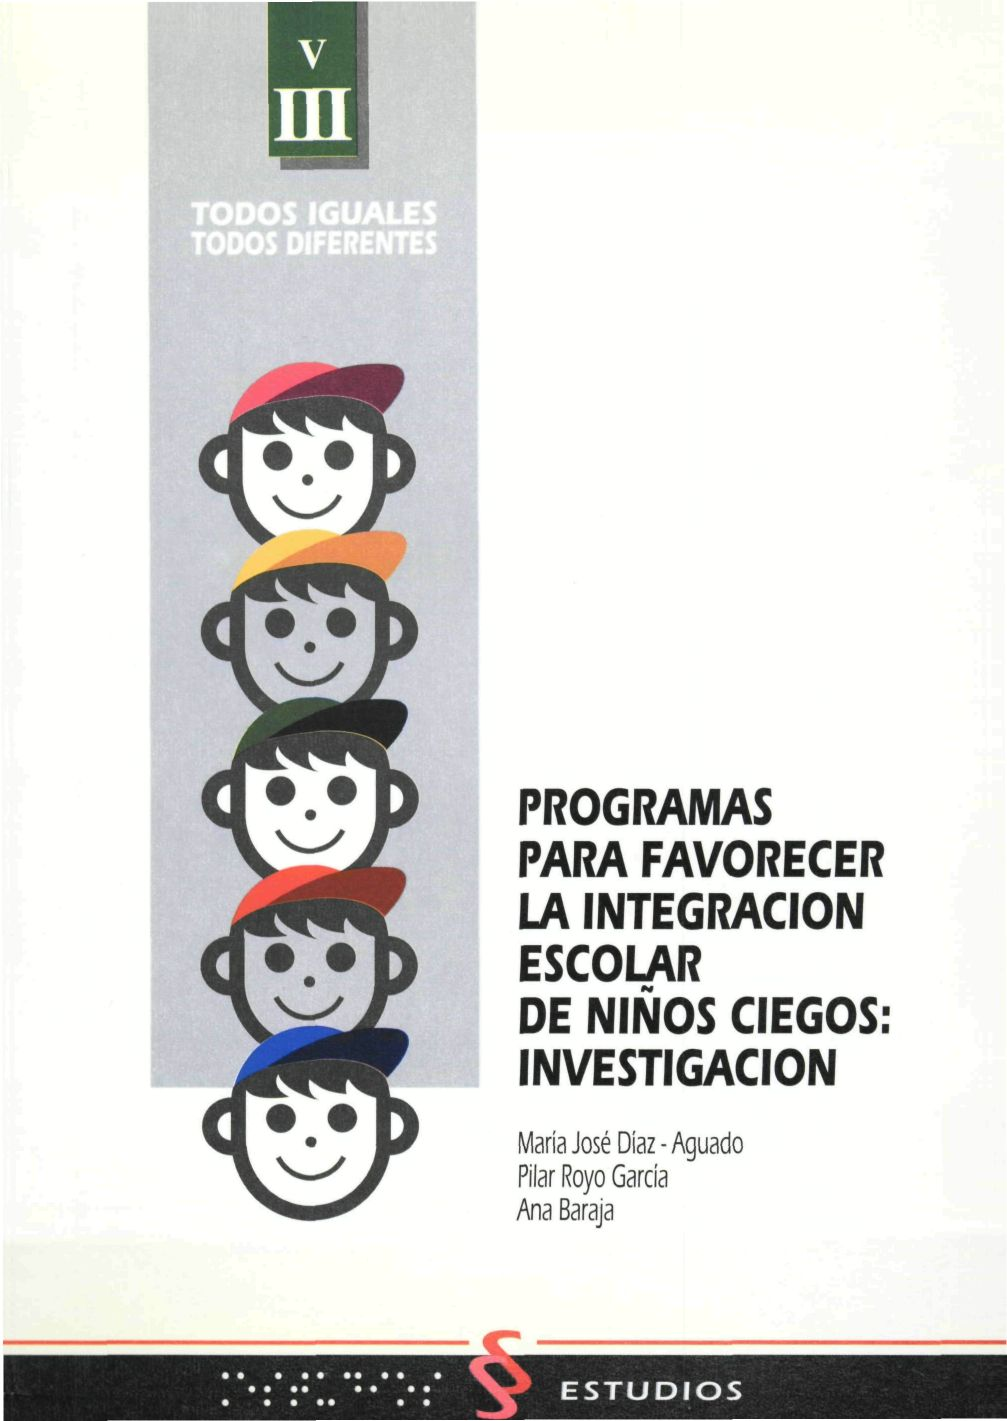 V
III
TODOS IGUALES
TODOS DIFERENTES
PROGRAMAS
PARA FAVORECER
LA INTEGRACION
ESCOLAR
DE NIÑOS CIEGOS:
INVESTIGACION
María José Díaz - Aguado
Pilar Royo García
Ana Baraja
ESTUDIOS